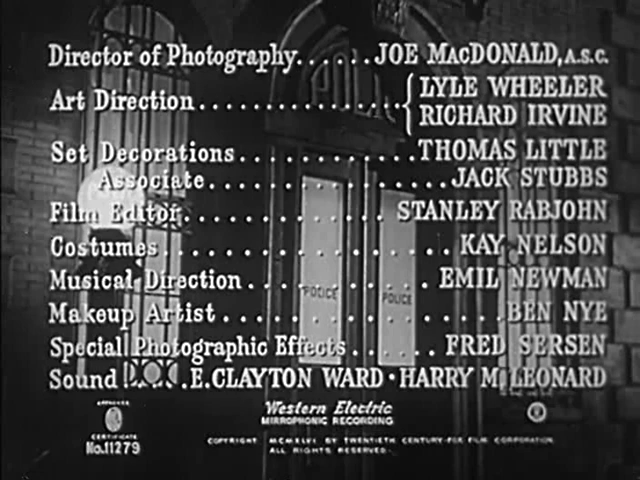 Director of Photography......JOE MacDONALD, A.S.C.
Art Direction................{LYLE WHEELER
RICHARD IRVINE
Set Decorations............THOMAS LITTLE
Associate................JACK STUBBS
Film Editor..............STANLEY RABJOHN
Costumes..................KAY NELSON
Musical Direction..........EMIL NEWMAN
Makeup Artist................BEN NYE
Special Photographic Effects......FRED SERSEN
Sound.....E. CLAYTON WARD · HARRY M. LEONARD
POLICE
POLICE
APPROVED
CERTIFICATE
No. 11279
Western Electric
MIRROPHONIC RECORDING
COPYRIGHT MCMXLVI BY TWENTIETH CENTURY-FOX FILM CORPORATION
ALL RIGHTS RESERVED